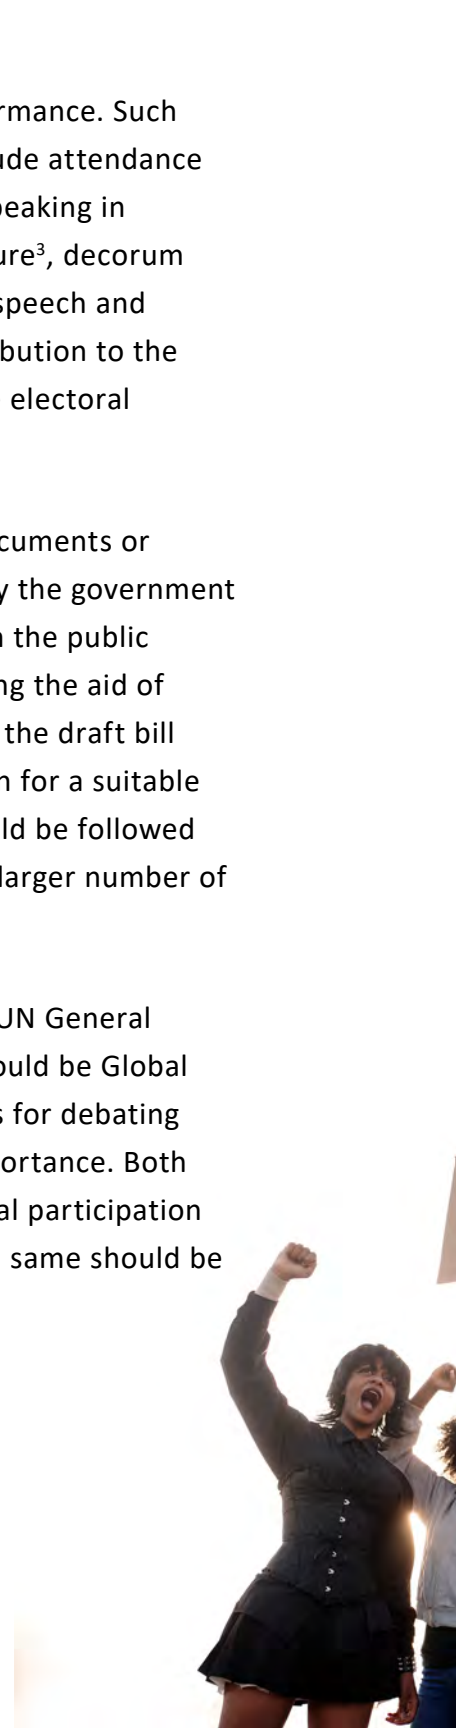 rmance. Such
ude attendance
peaking in
ure³, decorum
speech and
bution to the
electoral
cuments or
y the government
n the public
ng the aid of
the draft bill
n for a suitable
ld be followed
larger number of
UN General
ould be Global
s for debating
ortance. Both
al participation
same should be